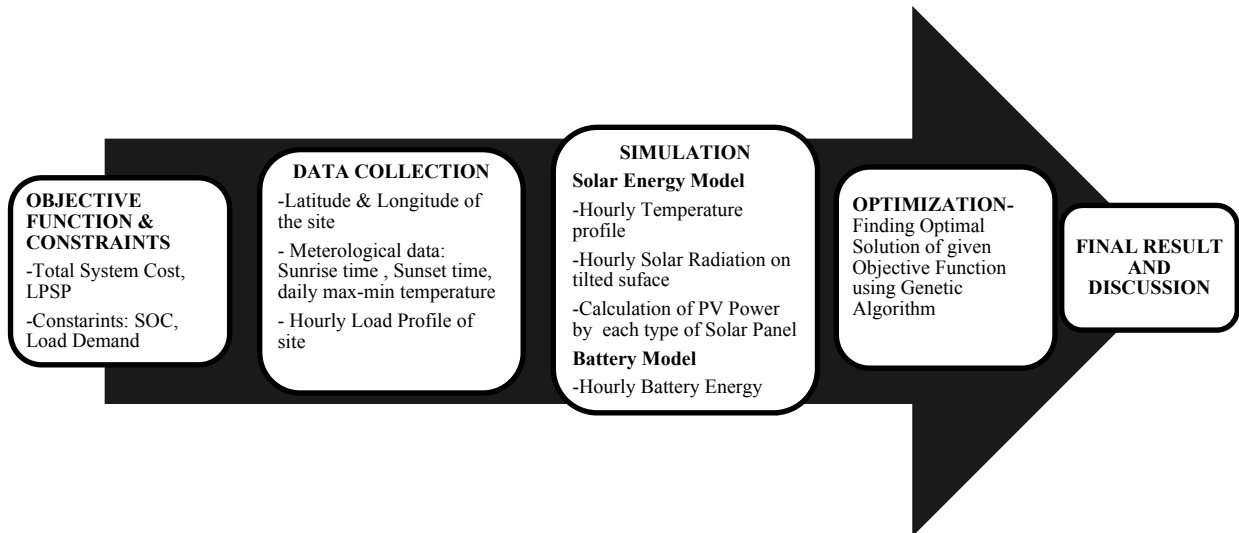 OBJECTIVE
FUNCTION &
CONSTRAINTS
-Total System Cost,
LPSP
-Constarints: SOC,
Load Demand
DATA COLLECTION
-Latitude & Longitude of
the site
- Meterological data:
Sunrise time , Sunset time,
daily max-min temperature
- Hourly Load Profile of
site
SIMULATION
Solar Energy Model
-Hourly Temperature
profile
-Hourly Solar Radiation on
tilted suface
-Calculation of PV Power
by each type of Solar Panel
Battery Model
-Hourly Battery Energy
OPTIMIZATION-
Finding Optimal
Solution of given
Objective Function
using Genetic
Algorithm
FINAL RESULT
AND
DISCUSSION